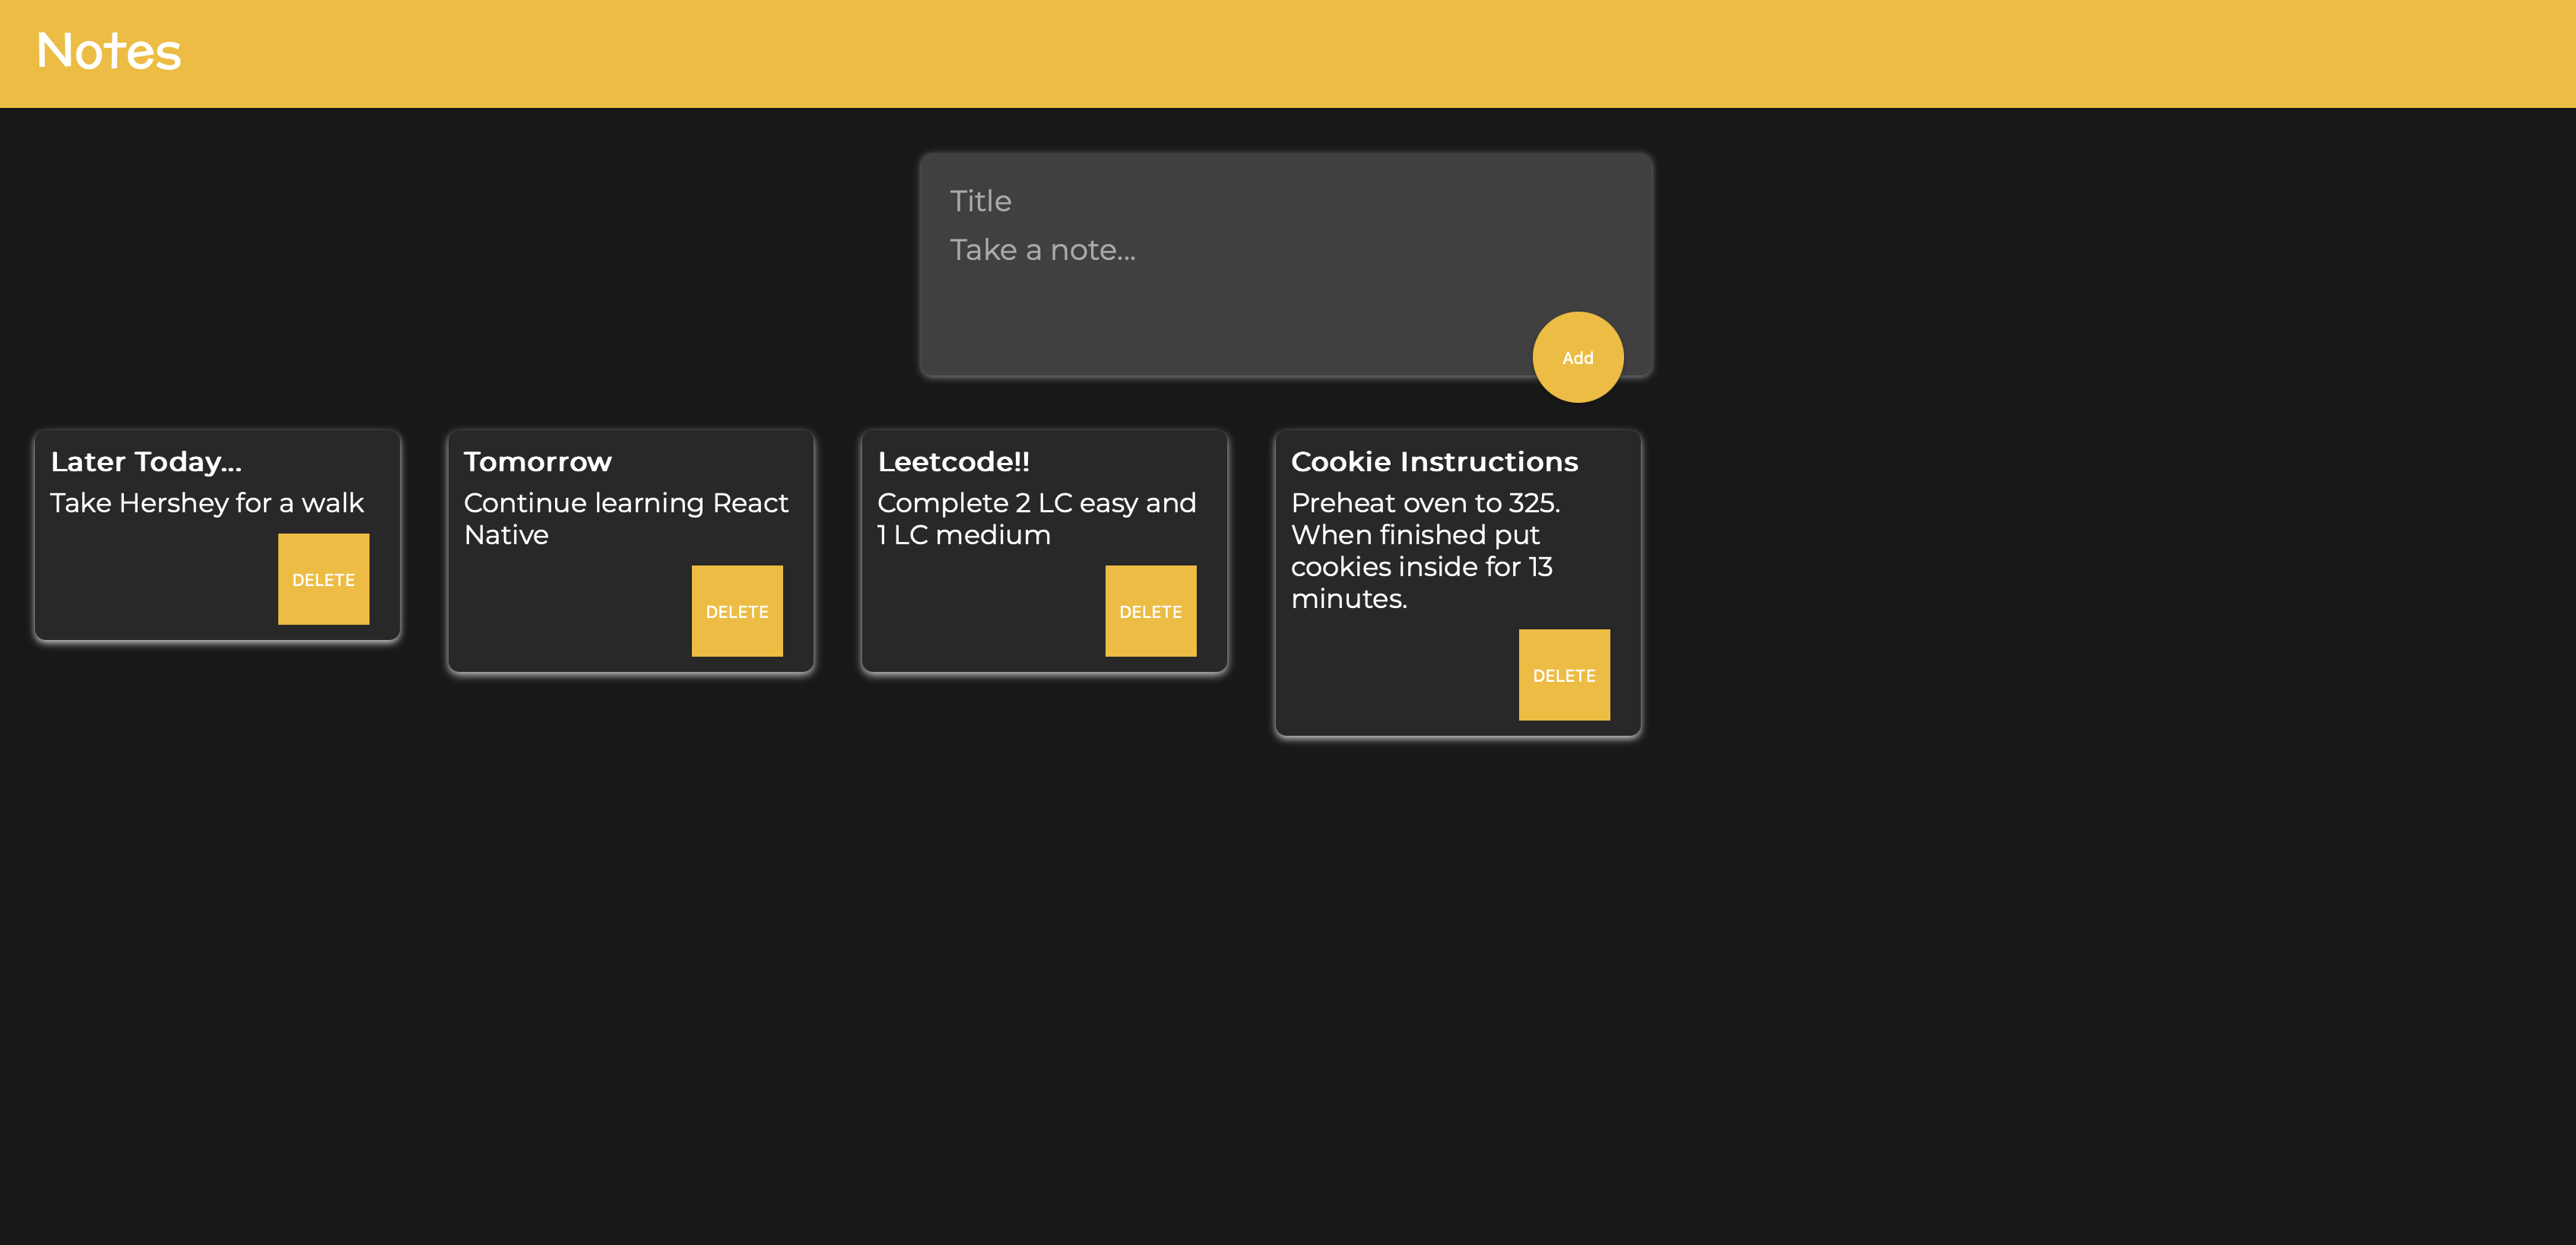 Notes
Title
Take a note...
Add
Later Today...
Take Hershey for a walk
DELETE
Tomorrow
Continue learning React
Native
DELETE
Leetcode!!
Complete 2 LC easy and
1 LC medium
DELETE
Cookie Instructions
Preheat oven to 325.
When finished put
cookies inside for 13
minutes.
DELETE